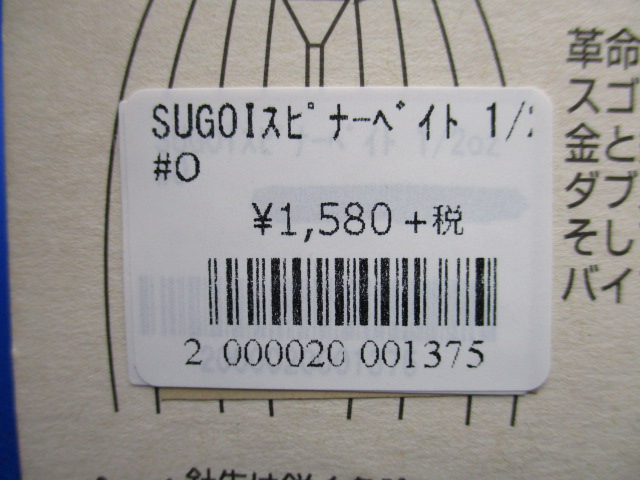 SUGOIスピナーベイト 1/2
#O
¥1,580+税
2 000020 001375
命
革ゴ
スと
金ブ
ダし
そイ
バ